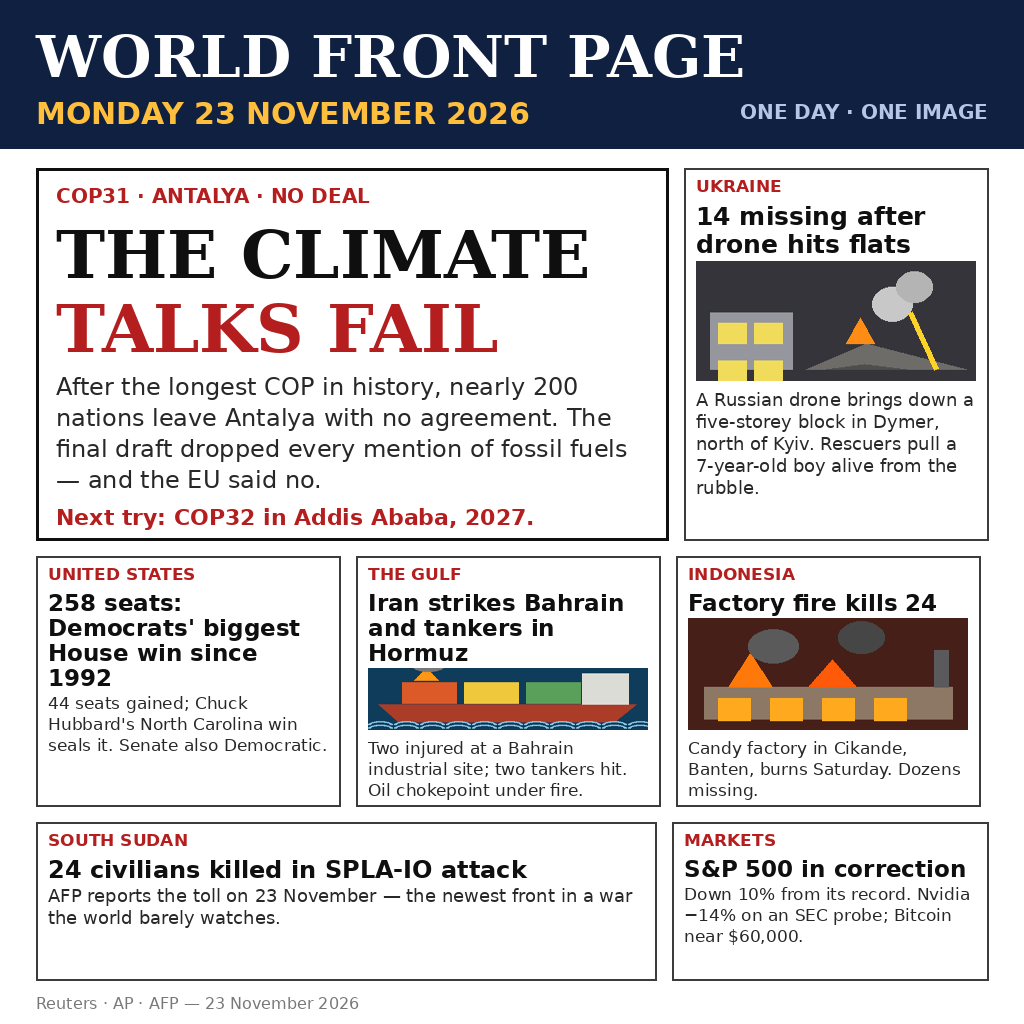 WORLD FRONT PAGE
MONDAY 23 NOVEMBER 2026
ONE DAY · ONE IMAGE
COP31 · ANTALYA · NO DEAL
THE CLIMATE
TALKS FAIL
After the longest COP in history, nearly 200
nations leave Antalya with no agreement. The
final draft dropped every mention of fossil fuels
— and the EU said no.
Next try: COP32 in Addis Ababa, 2027.
UKRAINE
14 missing after
drone hits flats
A Russian drone brings down a
five-storey block in Dymer,
north of Kyiv. Rescuers pull a
7-year-old boy alive from the
rubble.
UNITED STATES
258 seats:
Democrats' biggest
House win since
1992
44 seats gained; Chuck
Hubbard's North Carolina win
seals it. Senate also Democratic.
THE GULF
Iran strikes Bahrain
and tankers in
Hormuz
Two injured at a Bahrain
industrial site; two tankers hit.
Oil chokepoint under fire.
INDONESIA
Factory fire kills 24
Candy factory in Cikande,
Banten, burns Saturday. Dozens
missing.
SOUTH SUDAN
24 civilians killed in SPLA-IO attack
AFP reports the toll on 23 November — the newest front in a war
the world barely watches.
MARKETS
S&P 500 in correction
Down 10% from its record. Nvidia
−14% on an SEC probe; Bitcoin
near $60,000.
Reuters · AP · AFP — 23 November 2026